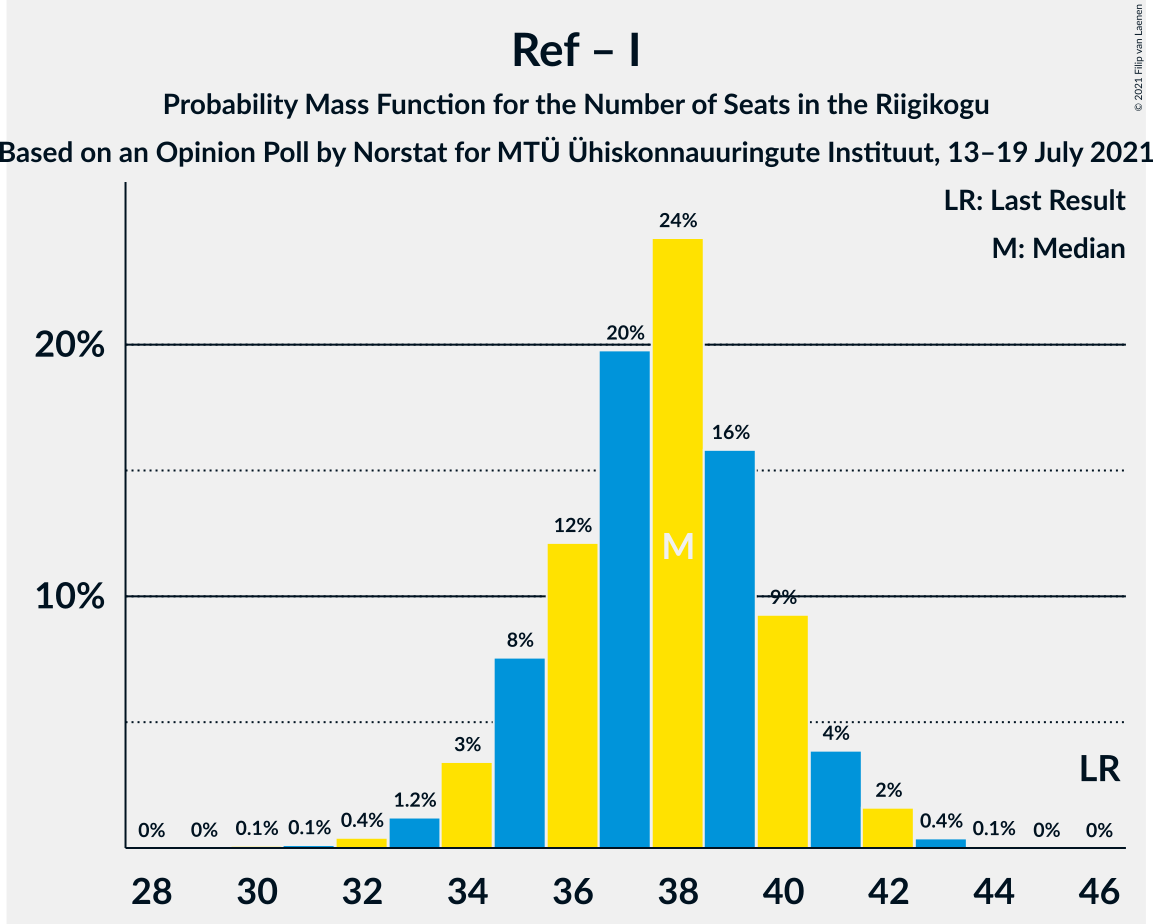 Ref – I
Probability Mass Function for the Number of Seats in the Riigikogu
Based on an Opinion Poll by Norstat for MTÜ Ühiskonnauuringute Instituut, 13–19 July 2021
© 2021 Filip van Laenen
LR: Last Result
M: Median
24%
20%
20%
16%
12%
M
10%
9%
8%
4%
3%
LR
2%
1.2%
0% 0% 0.1% 0.1% 0.4% 0.4% 0.1% 0% 0%
28 30 32 34 36 38 40 42 44 46